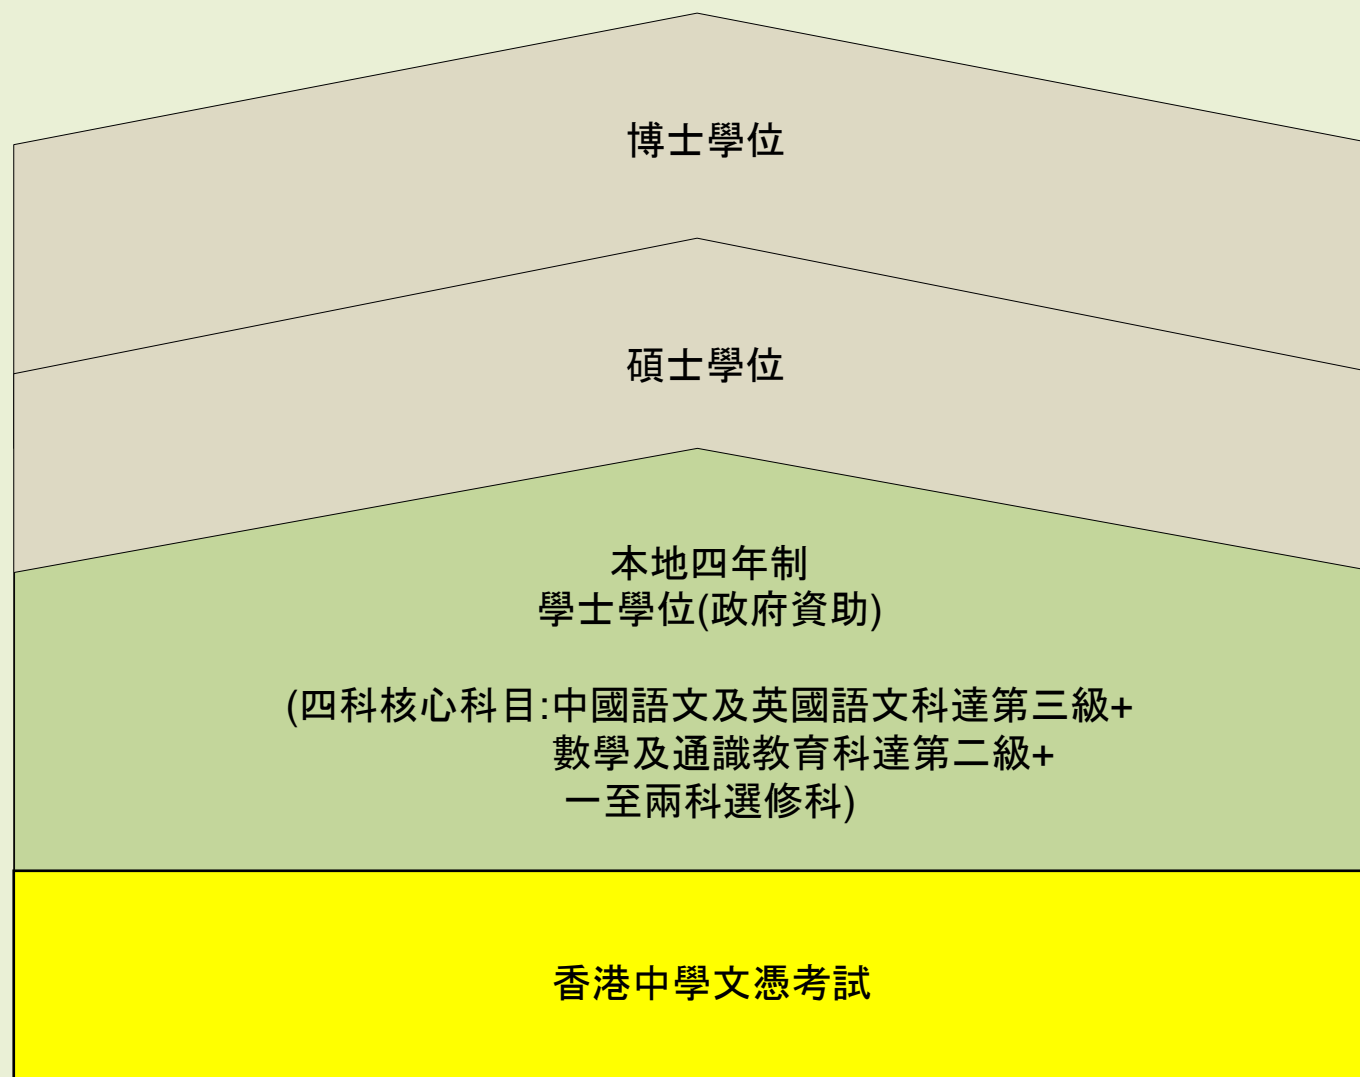 博士學位
碩士學位
本地四年制
學士學位(政府資助)
(四科核心科目:中國語文及英國語文科達第三級+
數學及通識教育科達第二級+
一至兩科選修科)
香港中學文憑考試